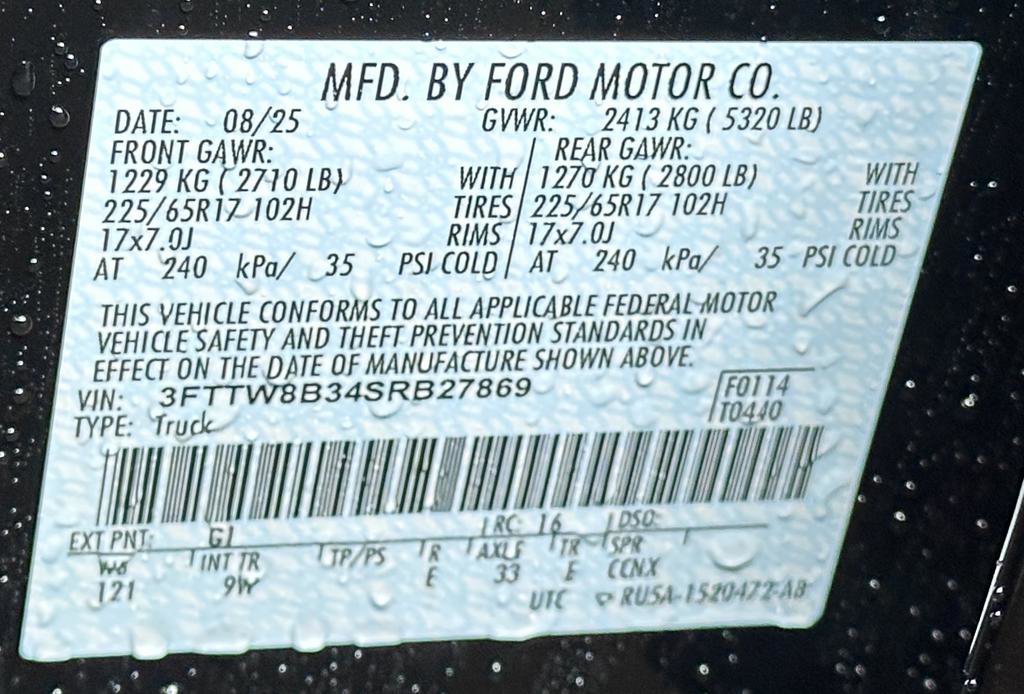 MFD. BY FORD MOTOR CO.
DATE: 08/25 GVWR: 2413 KG ( 5320 LB)
FRONT GAWR: REAR GAWR:
1229 KG ( 2710 LB) WITH 1270 KG ( 2800 LB) WITH
225/65R17 102H TIRES 225/65R17 102H TIRES
17x7.0J RIMS 17x7.0J RIMS
AT 240 kPa/ 35 PSI COLD AT 240 kPa/ 35 PSI COLD
THIS VEHICLE CONFORMS TO ALL APPLICABLE FEDERAL MOTOR
VEHICLE SAFETY AND THEFT PREVENTION STANDARDS IN
EFFECT ON THE DATE OF MANUFACTURE SHOWN ABOVE.
VIN: 3FTTW8B34SRB27869 F0114
TYPE: Truck T0440
EXT PNT: G1 RC: 16 DSO:
INT TR TP/PS R AXLE TR SPR
121 9W E 33 E CCNX
UTC RU5A-1520472-AB